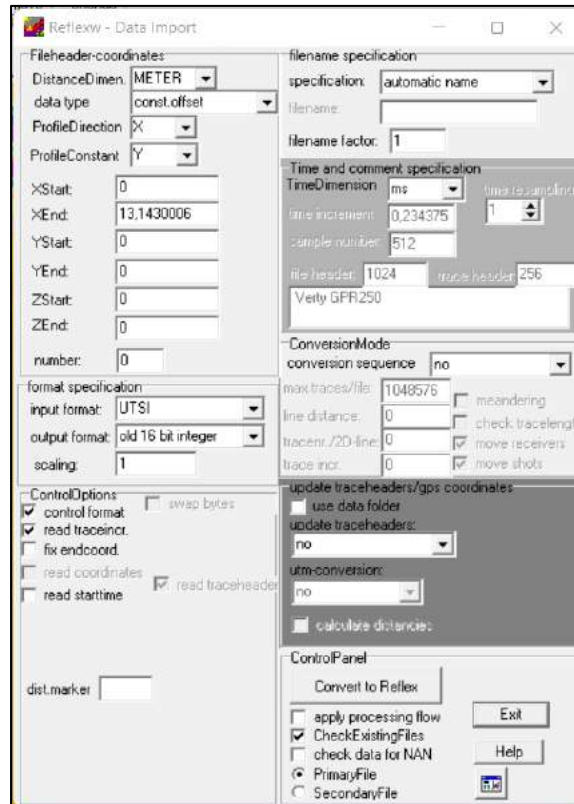 Reflexw - Data Import
Fileheader-coordinates
DistanceDimen. METER
data type const.offset
ProfileDirection X
ProfileConstant Y
XStart: 0
XEnd: 13,1430006
YStart: 0
YEnd: 0
ZStart: 0
ZEnd: 0
number: 0
format specification
input format: UTSI
output format: old 16 bit integer
scaling: 1
ControlOptions
control format
swap bytes
read traceincr.
fix endcoord.
read coordinates
read traceheader
read starttime
dist.marker
filename specification
specification: automatic name
filename:
filename factor: 1
Time and comment specification
TimeDimension ms
time resampling
time increment: 0,234375
1
sample number: 512
file header: 1024 trace header 256
Verty GPR250
ConversionMode
conversion sequence no
max.traces/file: 1048576
meandering
line distance: 0
check tracelengt
tracenr./2D-line: 0
move receivers
trace incr. 0
move shots
update traceheaders/gps coordinates
use data folder
update traceheaders:
no
utm-conversion:
no
calculate distancies
ControlPanel
Convert to Reflex
apply processing flow
Exit
CheckExistingFiles
check data for NAN
Help
PrimaryFile
SecondaryFile